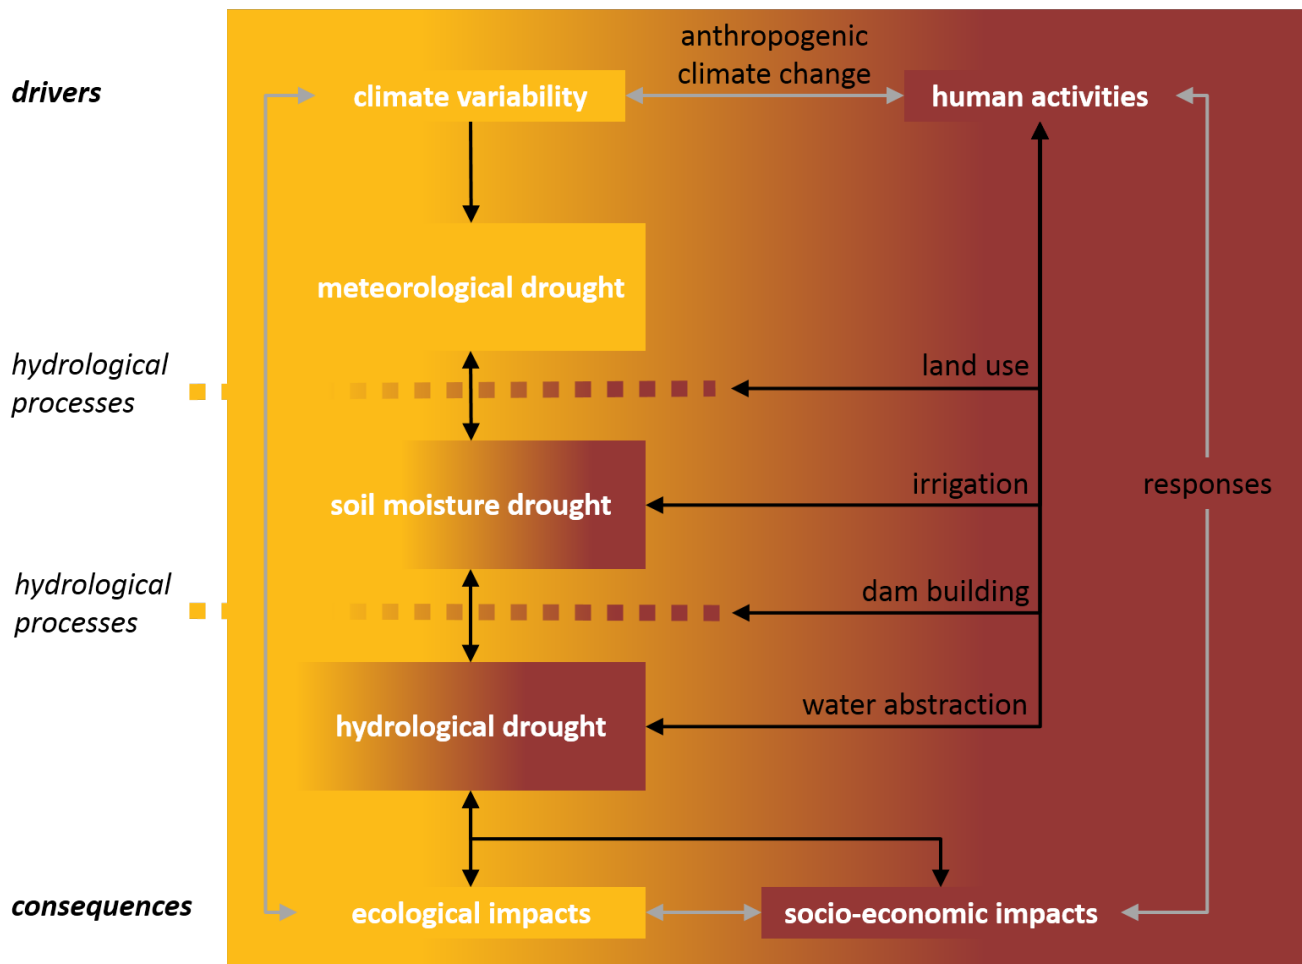 anthropogenic
climate change
drivers
climate variability
human activities
meteorological drought
hydrological
processes
land use
soil moisture drought
irrigation
responses
hydrological
processes
dam building
hydrological drought
water abstraction
consequences
ecological impacts
socio-economic impacts